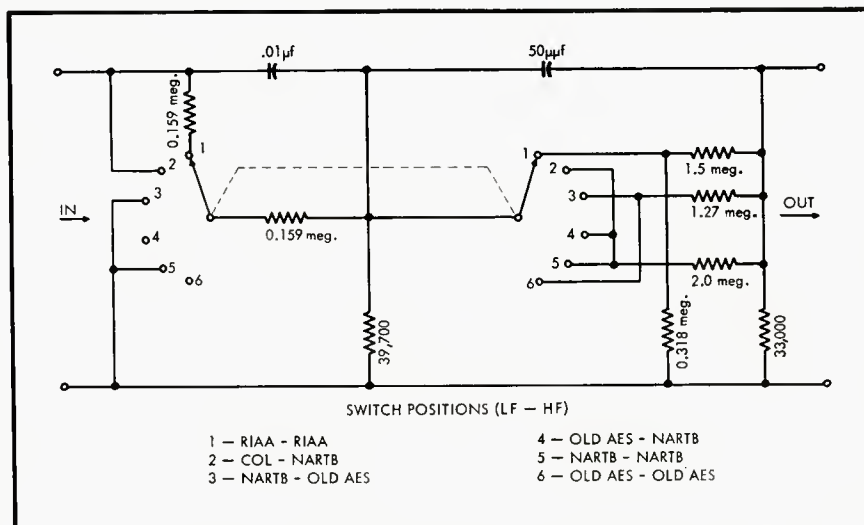 .01μf
50μμf
0.159 meg.
1
2
3
4
5
6
IN
0.159 meg.
39,700
1
2
3
4
5
6
1.5 meg.
1.27 meg.
2.0 meg.
OUT
0.318 meg.
33,000
SWITCH POSITIONS (LF — HF)
1 — RIAA - RIAA
2 — COL - NARTB
3 — NARTB - OLD AES
4 — OLD AES - NARTB
5 — NARTB - NARTB
6 — OLD AES - OLD AES